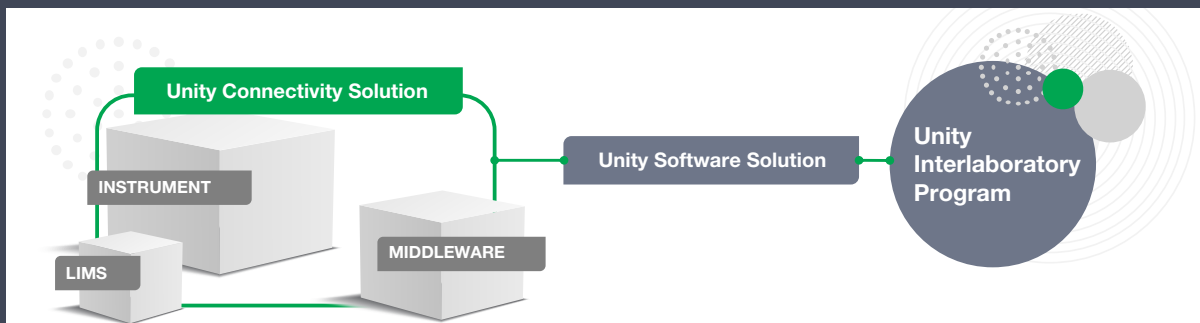 Unity Connectivity Solution
INSTRUMENT
LIMS
MIDDLEWARE
Unity Software Solution
Unity
Interlaboratory
Program